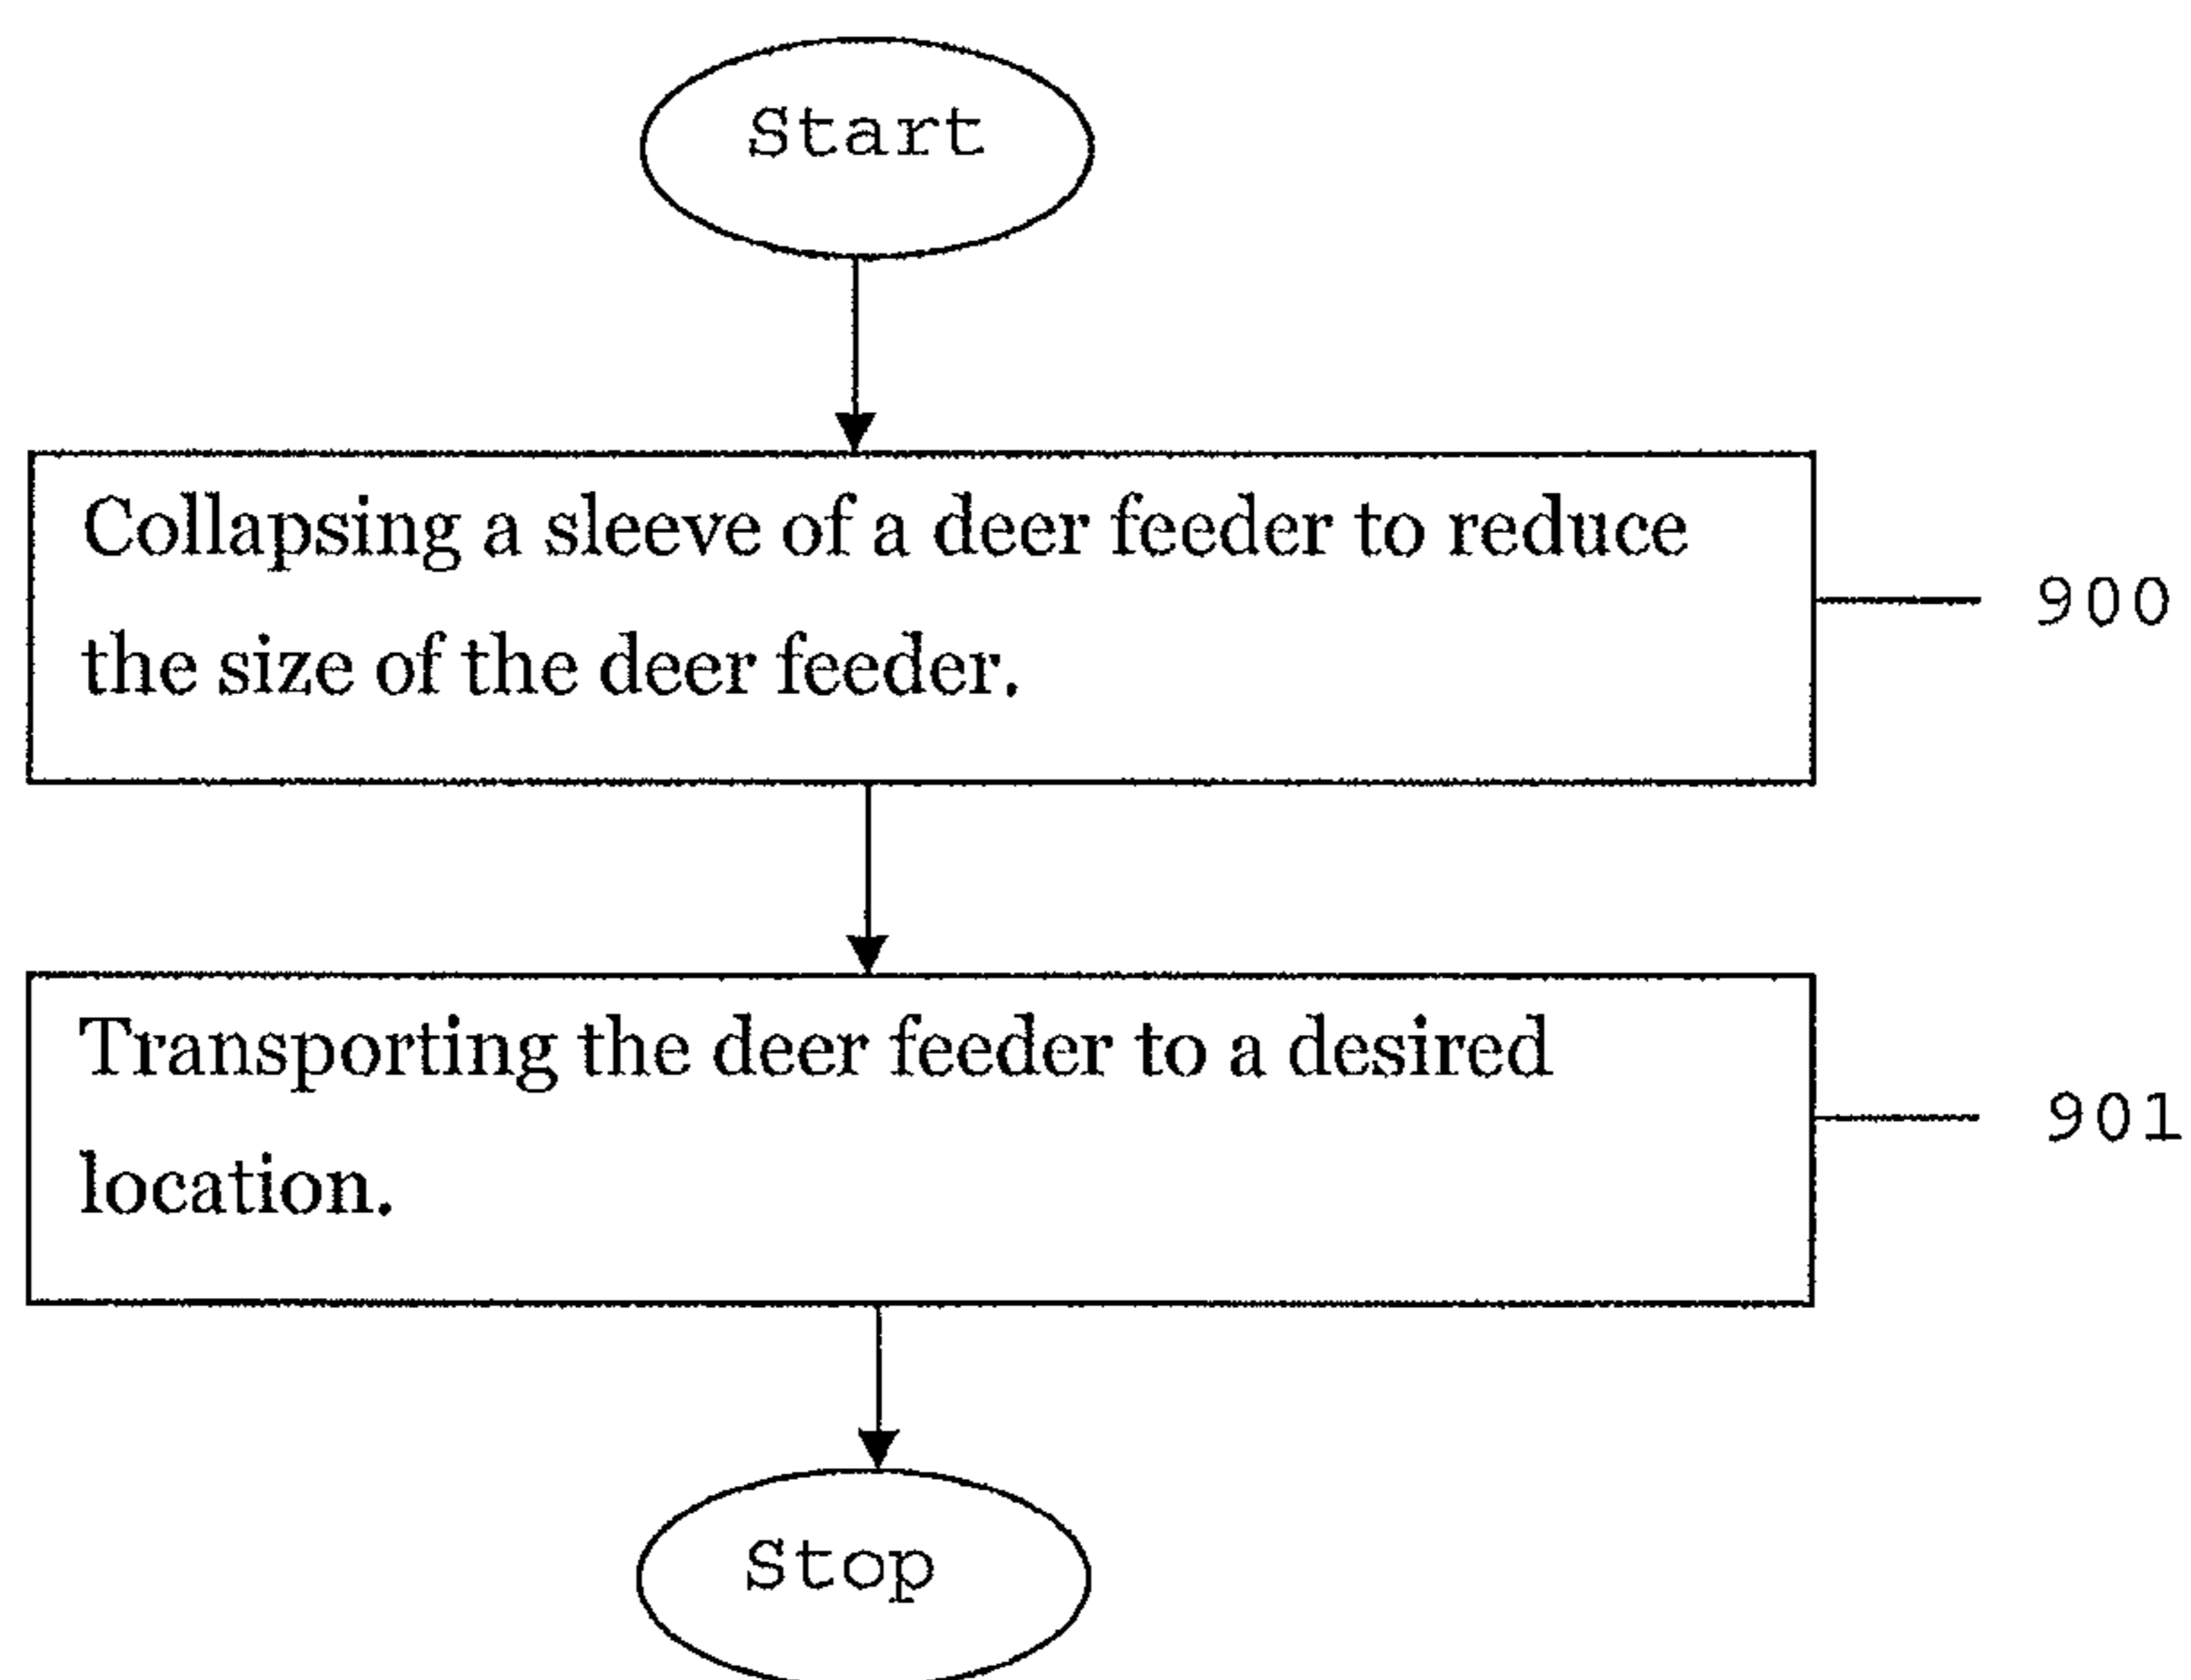 Start
Collapsing a sleeve of a deer feeder to reduce
the size of the deer feeder.
900
Transporting the deer feeder to a desired
location.
901
Stop